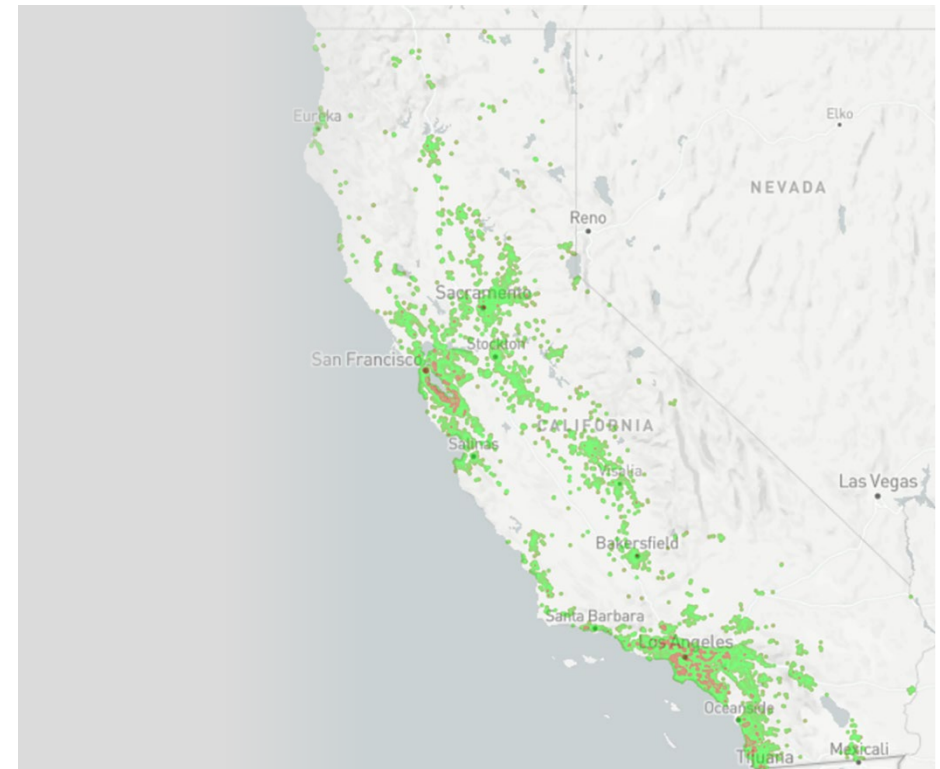 Eureka
Elko
NEVADA
Reno
Sacramento
Stockton
San Francisco
CALIFORNIA
Salinas
Visalia
Las Vegas
Bakersfield
Santa Barbara
Los Angeles
Oceanside
Tijuana
Mexicali